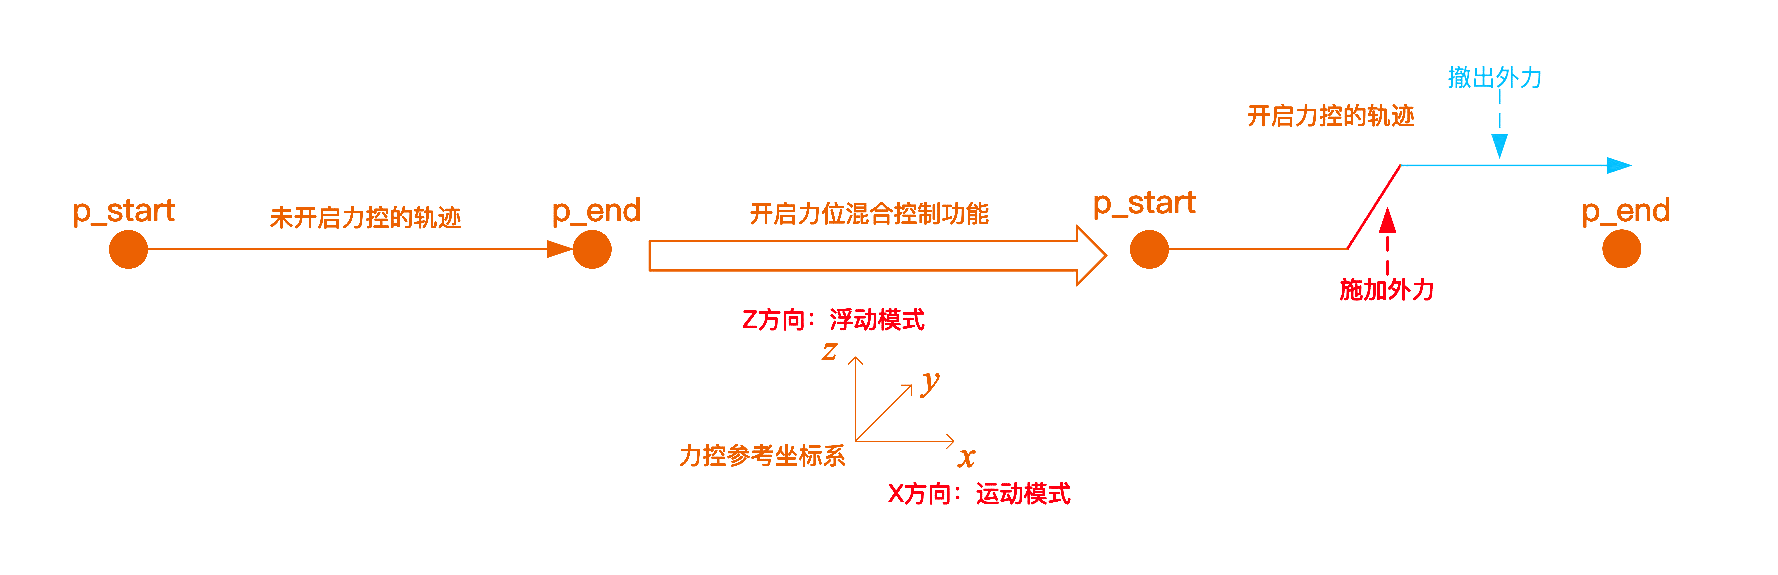 p_start
未开启力控的轨迹
p_end
开启力位混合控制功能
p_start
开启力控的轨迹
撤出外力
施加外力
p_end
Z方向：浮动模式
z
y
x
力控参考坐标系
X方向：运动模式